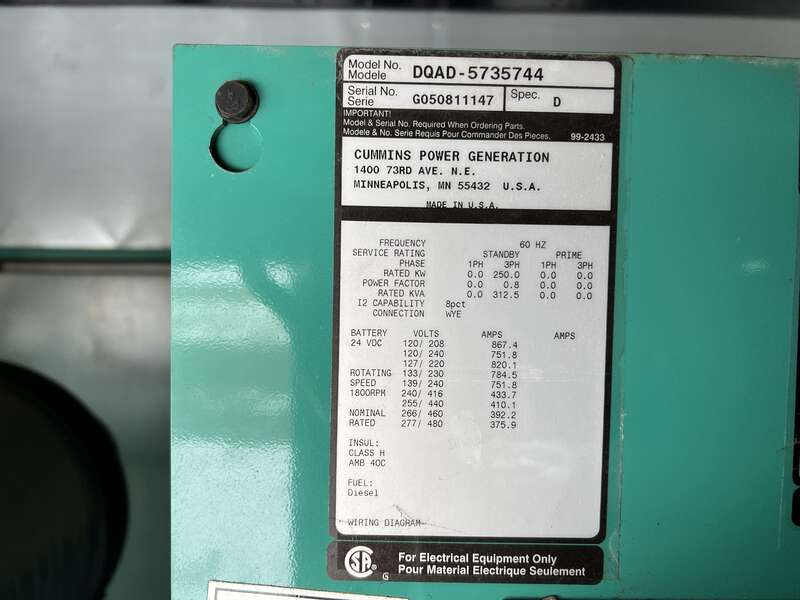 Model No. DQAD-5735744
Modele
Serial No. G050811147 Spec. D
Serie
IMPORTANT!
Model & Serial No. Required When Ordering Parts.
Modele & No. Serie Requis Pour Commander Des Pieces. 99-2433
CUMMINS POWER GENERATION
1400 73RD AVE. N.E.
MINNEAPOLIS, MN 55432 U.S.A.
MADE IN U.S.A.
FREQUENCY 60 HZ
SERVICE RATING STANDBY PRIME
PHASE 1PH 3PH 1PH 3PH
RATED KW 0.0 250.0 0.0 0.0
POWER FACTOR 0.0 0.8 0.0 0.0
RATED KVA 0.0 312.5 0.0 0.0
I2 CAPABILITY 8pct
CONNECTION WYE
BATTERY VOLTS AMPS AMPS
24 VDC 120/ 208 867.4
120/ 240 751.8
127/ 220 820.1
ROTATING 133/ 230 784.5
SPEED 139/ 240 751.8
1800RPM 240/ 416 433.7
255/ 440 410.1
NOMINAL 266/ 460 392.2
RATED 277/ 480 375.9
INSUL:
CLASS H
AMB 40C
FUEL:
Diesel
WIRING DIAGRAM
SA
For Electrical Equipment Only
Pour Material Electrique Seulement
G